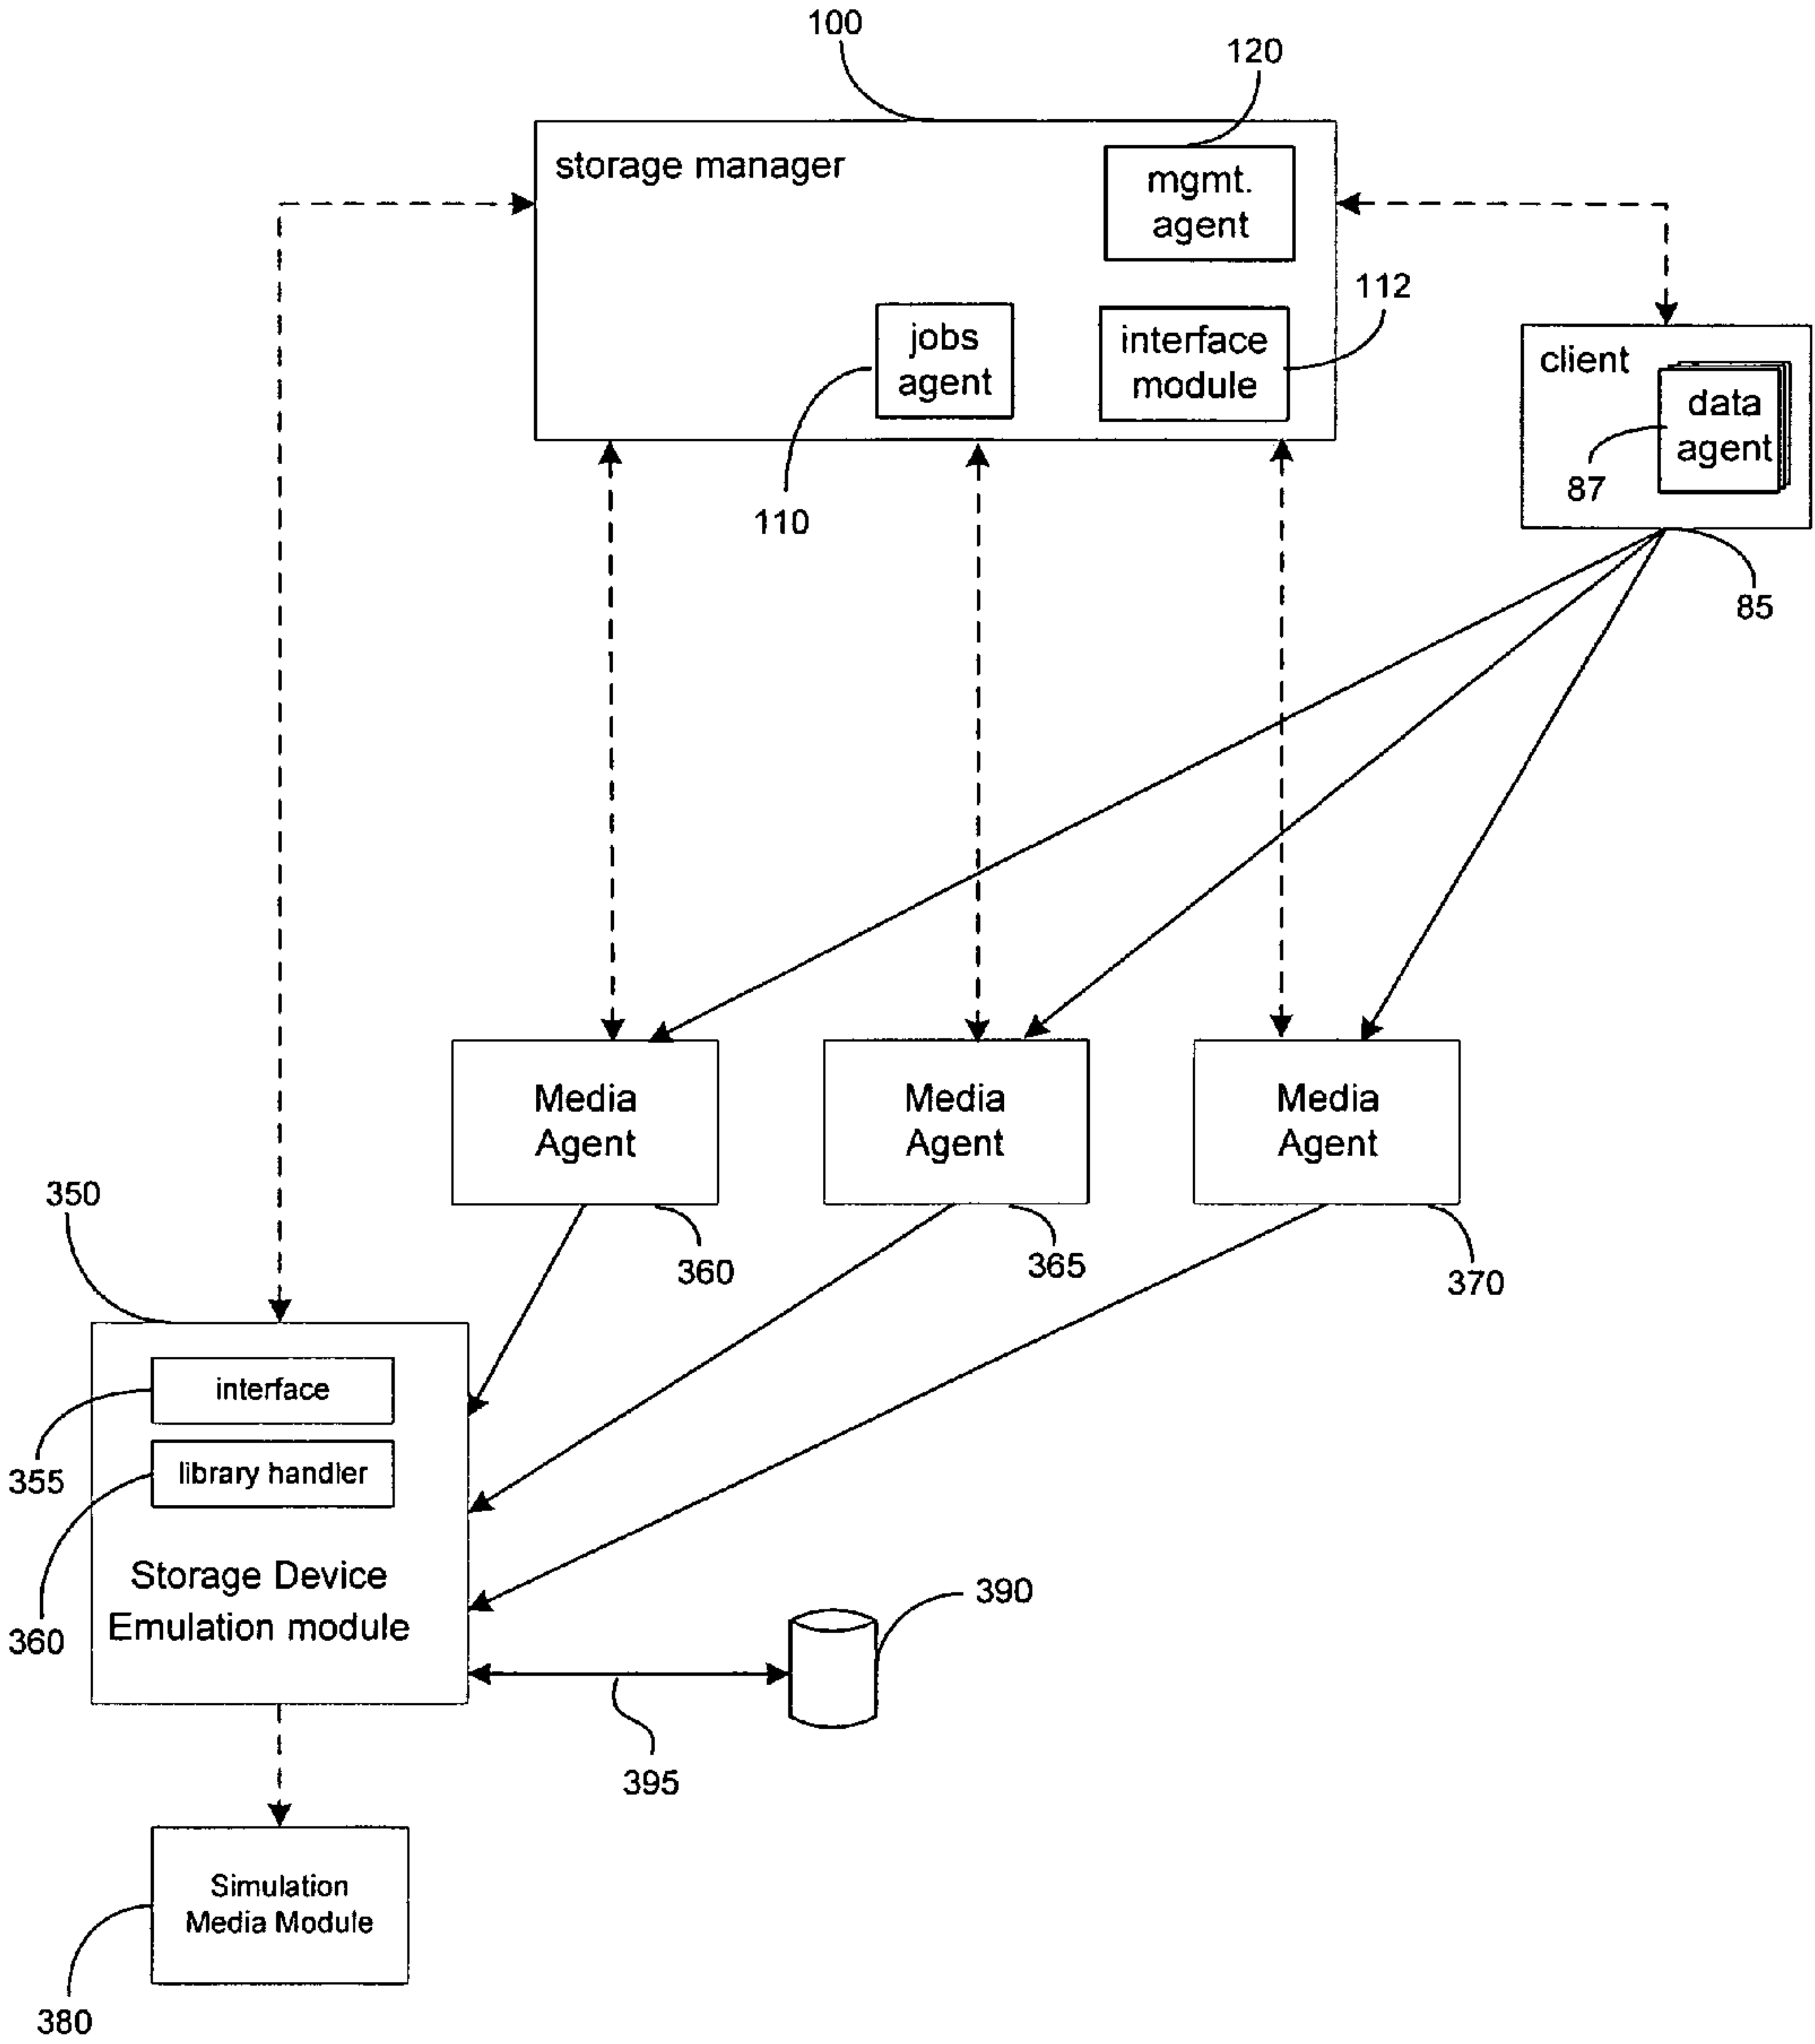 100
120
storage manager
mgmt.
agent
112
jobs
agent
interface
module
client
data
agent
87
110
85
Media
Agent
Media
Agent
Media
Agent
350
360
365
370
interface
355
library handler
360
Storage Device
Emulation module
390
395
Simulation
Media Module
380